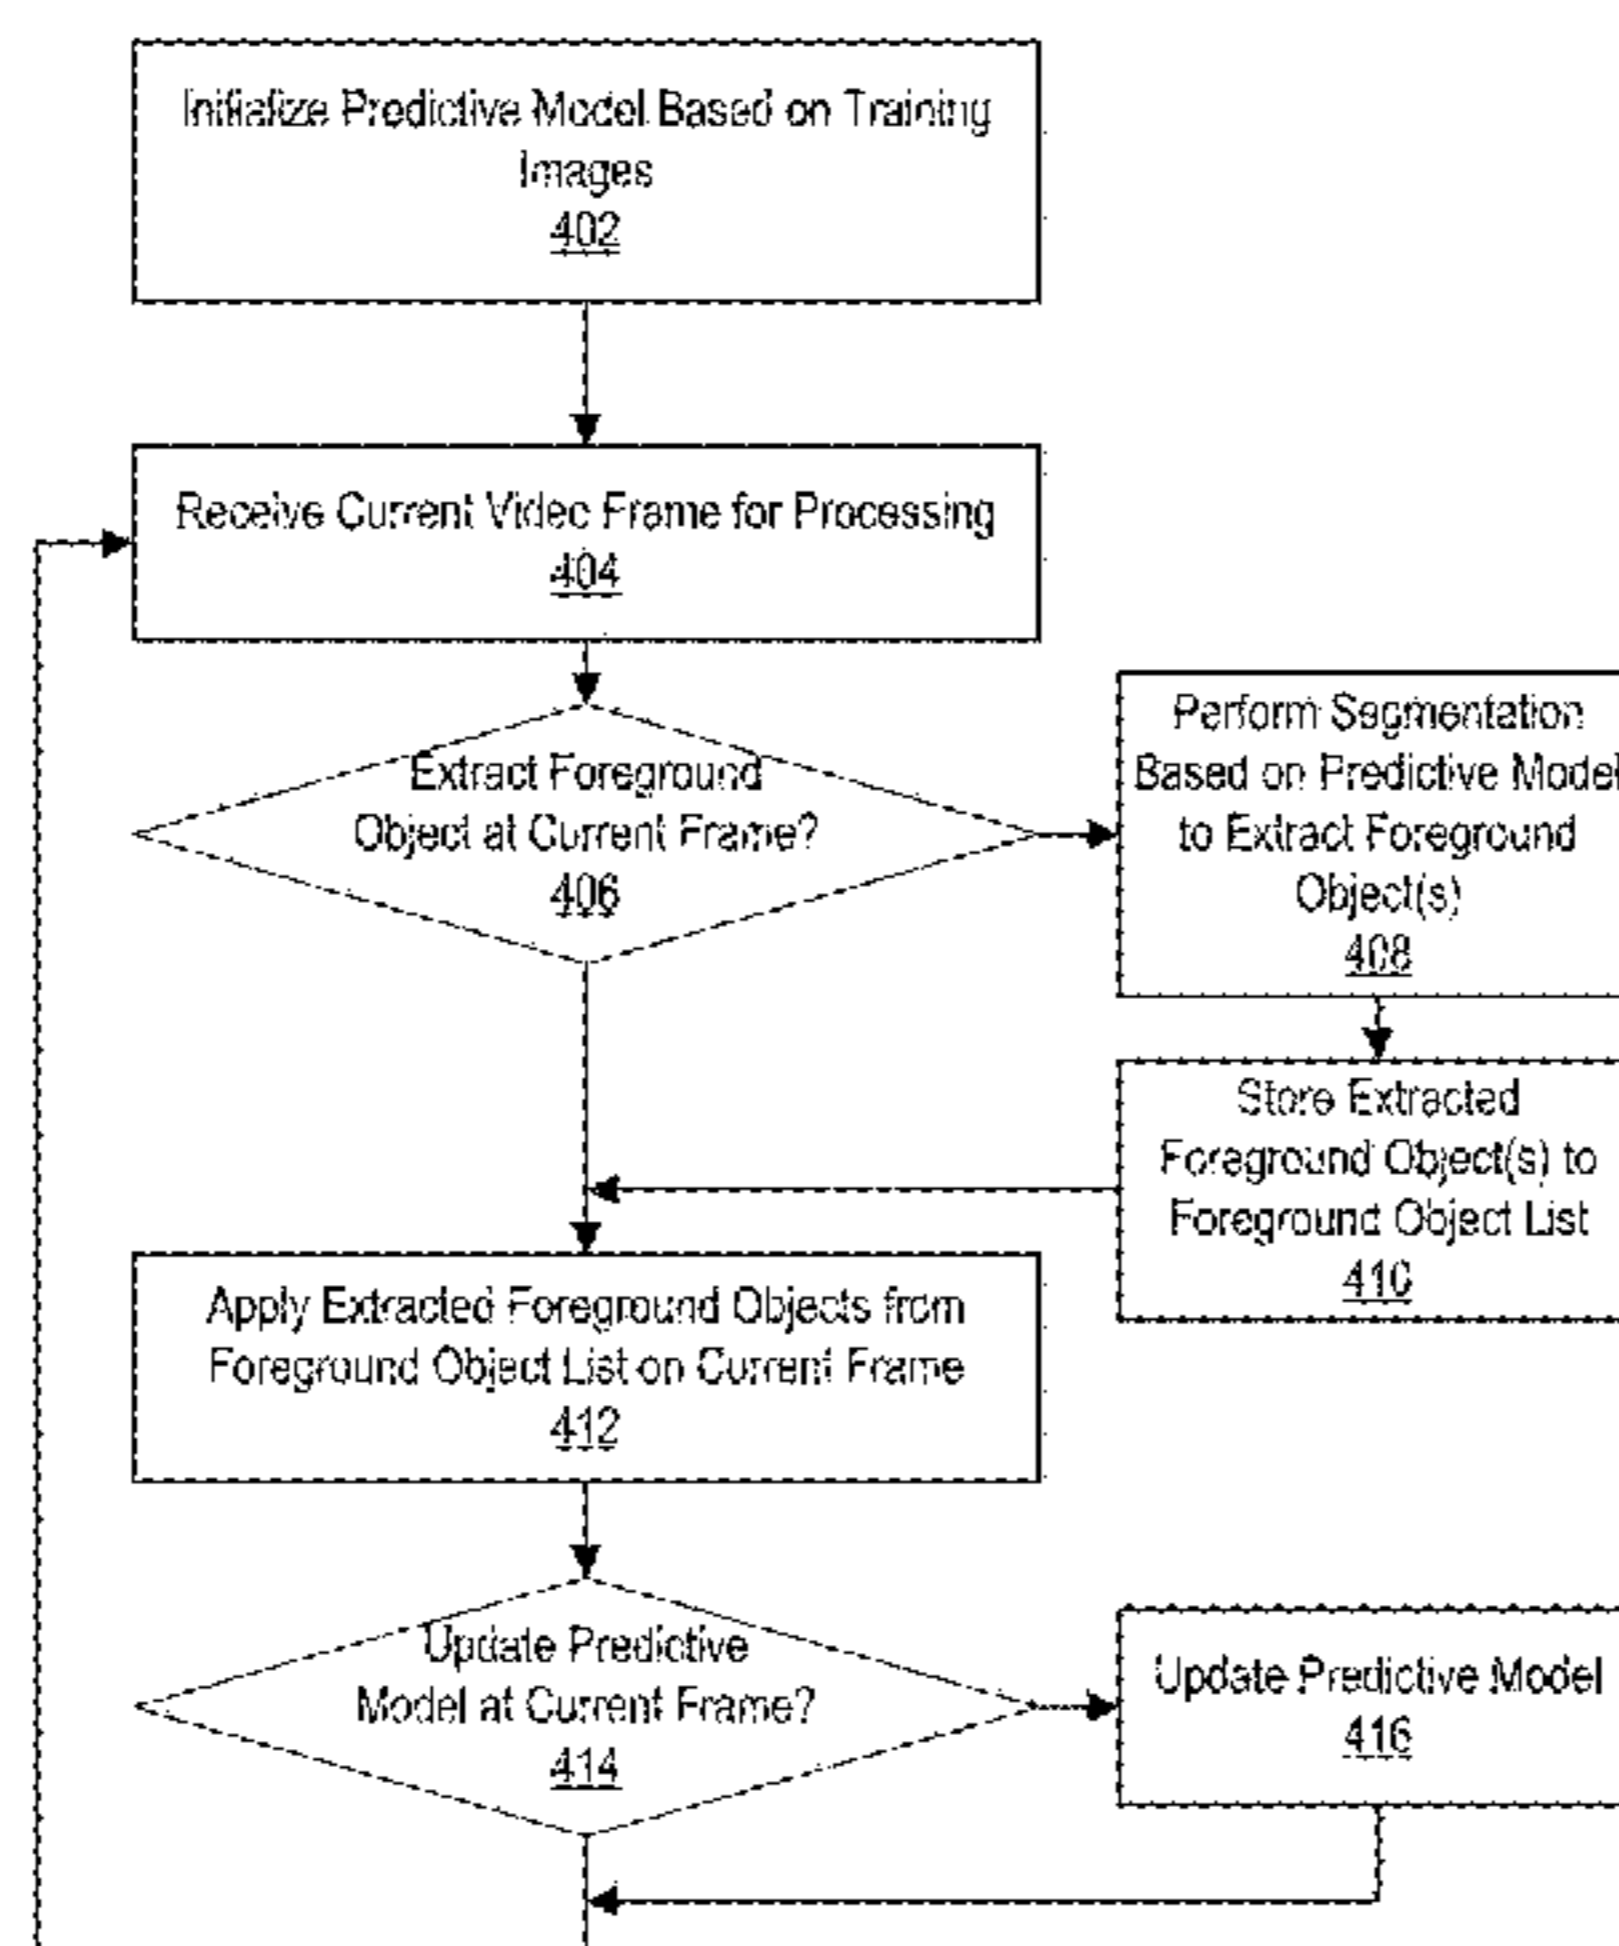 Initialize Predictive Model Based on Training
Images
402
Receive Current Video Frame for Processing
404
Extract Foreground
Object at Current Frame?
406
Perform Segmentation
Based on Predictive Model
to Extract Foreground
Object(s)
408
Store Extracted
Foreground Object(s) to
Foreground Object List
410
Apply Extracted Foreground Objects from
Foreground Object List on Current Frame
412
Update Predictive
Model at Current Frame?
414
Update Predictive Model
416